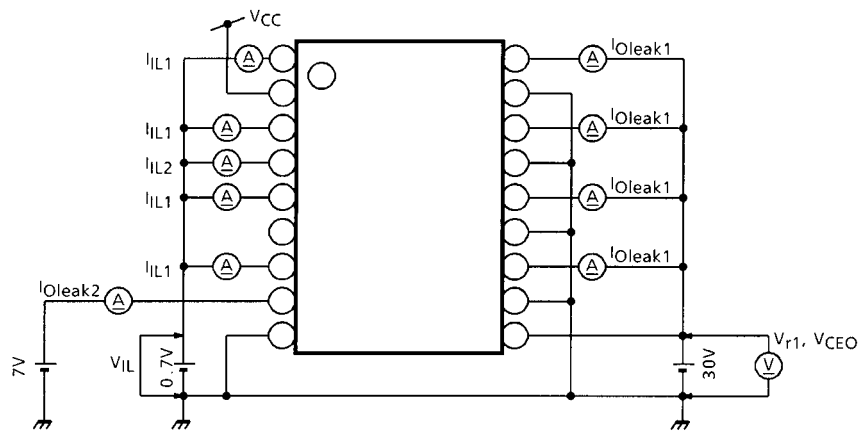 VCC
IIL1 A A IOleak1
IIL1 A A IOleak1
IIL2 A
IIL1 A A IOleak1
IIL1 A A IOleak1
IOleak2 A
7V VIL 0.7V 30V V Vr1, VCEO